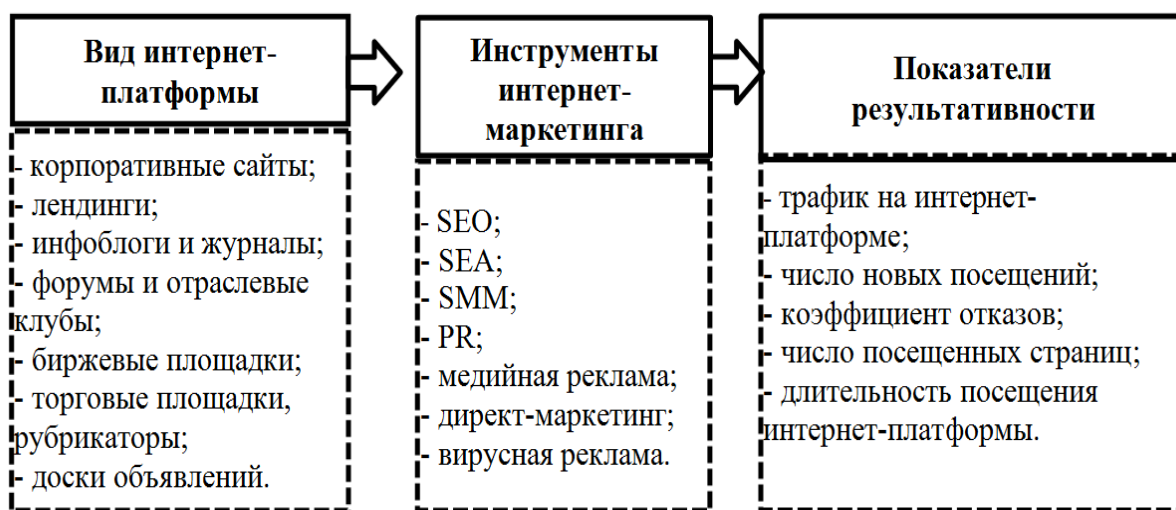 Вид интернет-
платформы
- корпоративные сайты;
- лендинги;
- инфоблоги и журналы;
- форумы и отраслевые
клубы;
- биржевые площадки;
- торговые площадки,
рубрикаторы;
- доски объявлений.
Инструменты
интернет-
маркетинга
- SEO;
- SEA;
- SMM;
- PR;
- медийная реклама;
- директ-маркетинг;
- вирусная реклама.
Показатели
результативности
- трафик на интернет-
платформе;
- число новых посещений;
- коэффициент отказов;
- число посещенных страниц;
- длительность посещения
интернет-платформы.